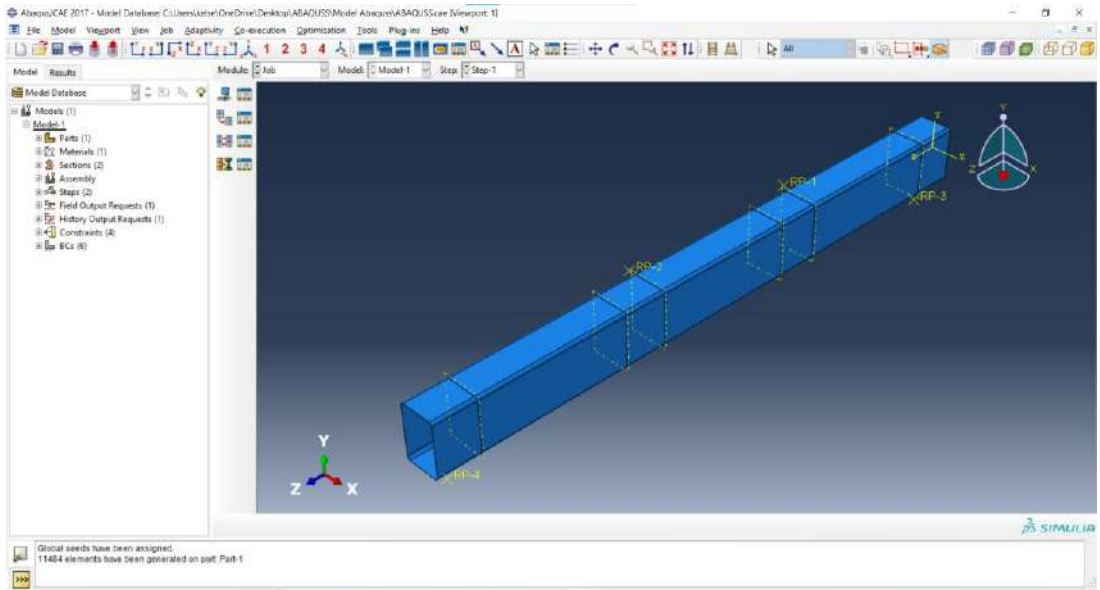 Abaqus/CAE 2017 - Model Database: C:\Users\kelse\OneDrive\Desktop\ABAQUSS\Model Abaquss\ABAQUSS.cae [Viewport: 1]
File Model Viewport View Job Adaptivity Co-execution Optimization Tools Plug-ins Help
1 2 3 4 A All
Model Results Module: Job Model: Model-1 Step: Step-1
Model Database
Models (1)
Model-1
Parts (1)
Materials (1)
Sections (2)
Assembly
Steps (2)
Field Output Requests (1)
History Output Requests (1)
Constraints (4)
BCs (6)
Y
Z X
RP-1
RP-3
RP-2
RP-4
Y
Z X
SIMULIA
Global seeds have been assigned.
11484 elements have been generated on part: Part-1
>>>